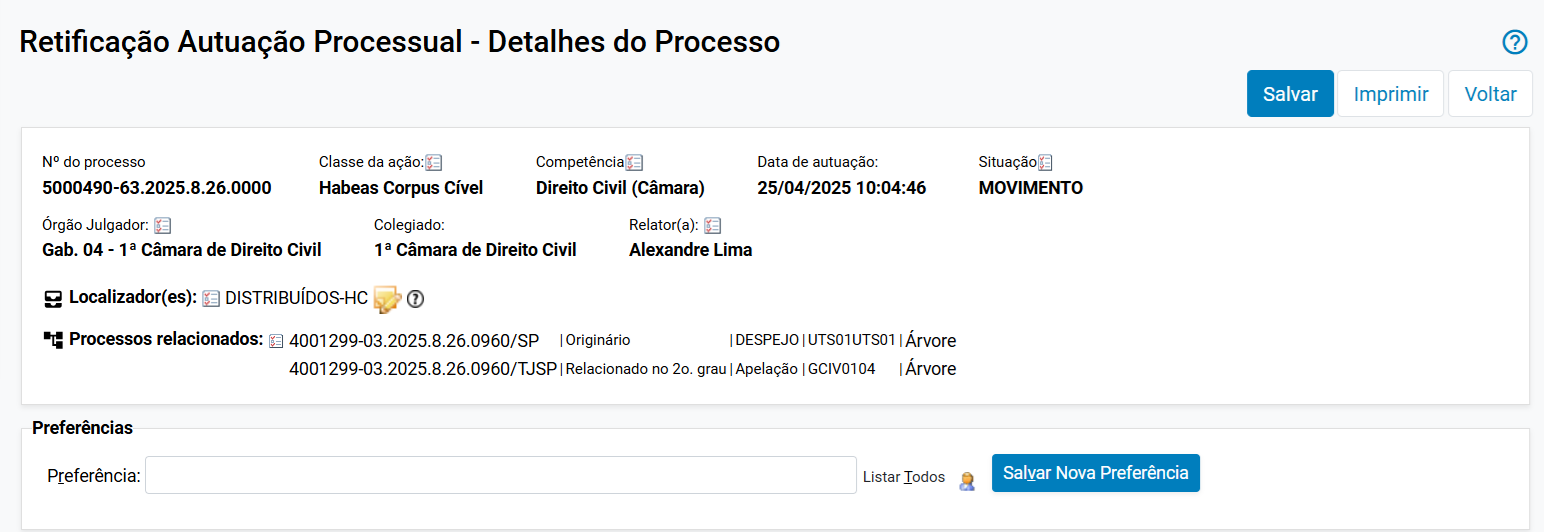 Retificação Autuação Processual - Detalhes do Processo
Salvar Imprimir Voltar
Nº do processo Classe da ação: Competência Data de autuação: Situação
5000490-63.2025.8.26.0000 Habeas Corpus Cível Direito Civil (Câmara) 25/04/2025 10:04:46 MOVIMENTO
Órgão Julgador: Colegiado: Relator(a):
Gab. 04 - 1ª Câmara de Direito Civil 1ª Câmara de Direito Civil Alexandre Lima
Localizador(es): DISTRIBUÍDOS-HC
Processos relacionados: 4001299-03.2025.8.26.0960/SP | Originário | DESPEJO | UTS01UTS01 | Árvore
4001299-03.2025.8.26.0960/TJSP | Relacionado no 2o. grau | Apelação | GCIV0104 | Árvore
Preferências
Preferência: Listar Todos Salvar Nova Preferência